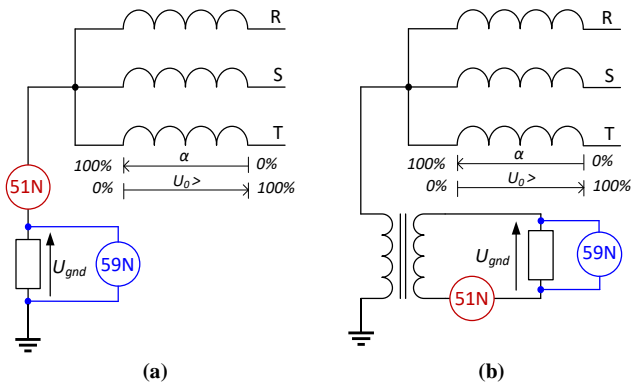 R
S
T
100% α 0%
0% U0> 100%
51N
59N
Ugnd
(a)
R
S
T
100% α 0%
0% U0> 100%
Ugnd
59N
51N
(b)